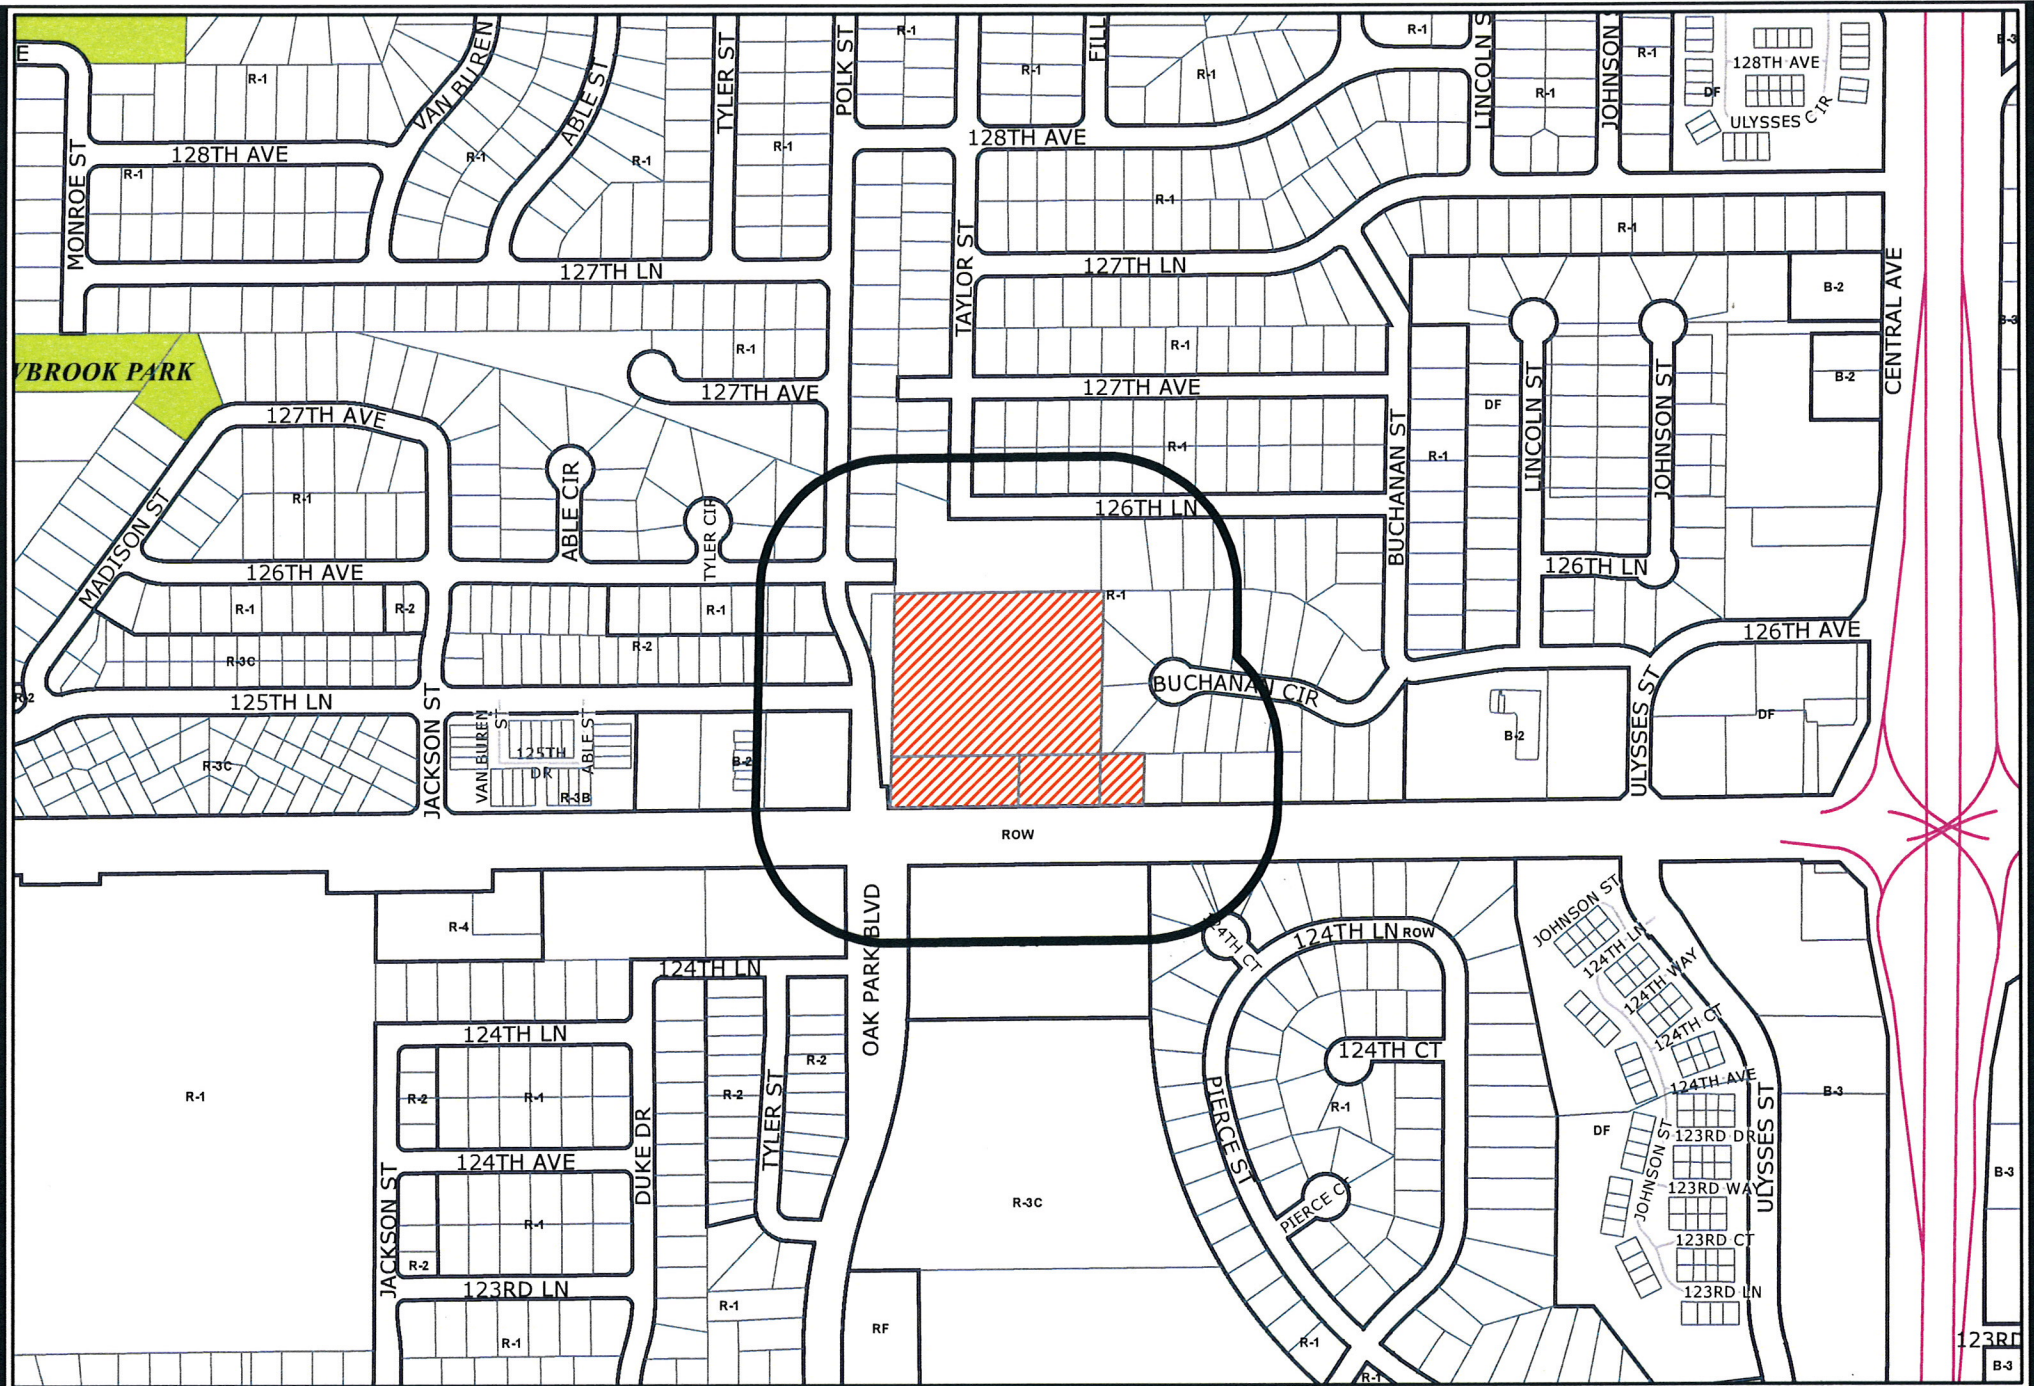 E
VAN BUREN
ABLE ST
TYLER ST
POLK ST
R-1
R-1
FILL
R-1
R-1
LINCOLN S
R-1
JOHNSON
R-1
128TH AVE
DF
ULYSSES CIR
R-1
128TH AVE
128TH AVE
MONROE ST
R-1
R-1
R-1
R-1
R-1
R-1
127TH LN
TAYLOR ST
127TH LN
CENTRAL AVE
B-2
B-3
B-3
VBROOK PARK
R-1
127TH AVE
R-1
127TH AVE
B-2
127TH AVE
R-1
MADISON ST
ABLE CIR
TYLER CIR
R-1
BUCHANAN ST
R-1
DF
LINCOLN ST
JOHNSON ST
126TH LN
126TH LN
126TH AVE
R-1
R-2
R-1
R-1
126TH AVE
R-3C
R-2
R-2
125TH LN
BUCHANAN CIR
ULYSSES ST
DF
B-2
JACKSON ST
VAN BUREN
ST
125TH
DR
ABLE ST
R-3B
B-2
R-3C
ROW
R-4
OAK PARK BLVD
124TH CT
124TH LN
ROW
JOHNSON ST
124TH LN
124TH WAY
124TH CT
124TH AVE
124TH LN
124TH LN
R-2
R-1
R-1
DUKE DR
R-2
TYLER ST
R-2
124TH CT
R-1
PIERCE ST
PIERCE CT
DF
JOHNSON ST
123RD DR
123RD WAY
123RD CT
123RD LN
ULYSSES ST
B-3
B-3
124TH AVE
JACKSON ST
R-1
R-2
123RD LN
R-1
R-1
R-3C
RF
R-1
R-1
123RD
B-3